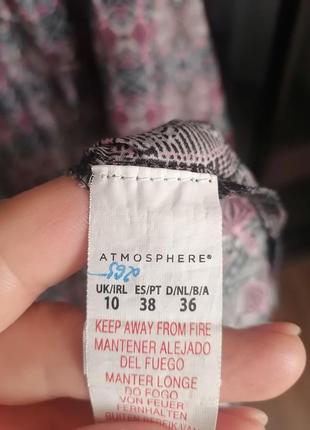 ATMOSPHERE®
UK/IRL ES/PT D/NL/B/A
10 38 36
KEEP AWAY FROM FIRE
MANTENER ALEJADO
DEL FUEGO
MANTER LONGE
DO FOGO
VON FEUER
FERNHALTEN